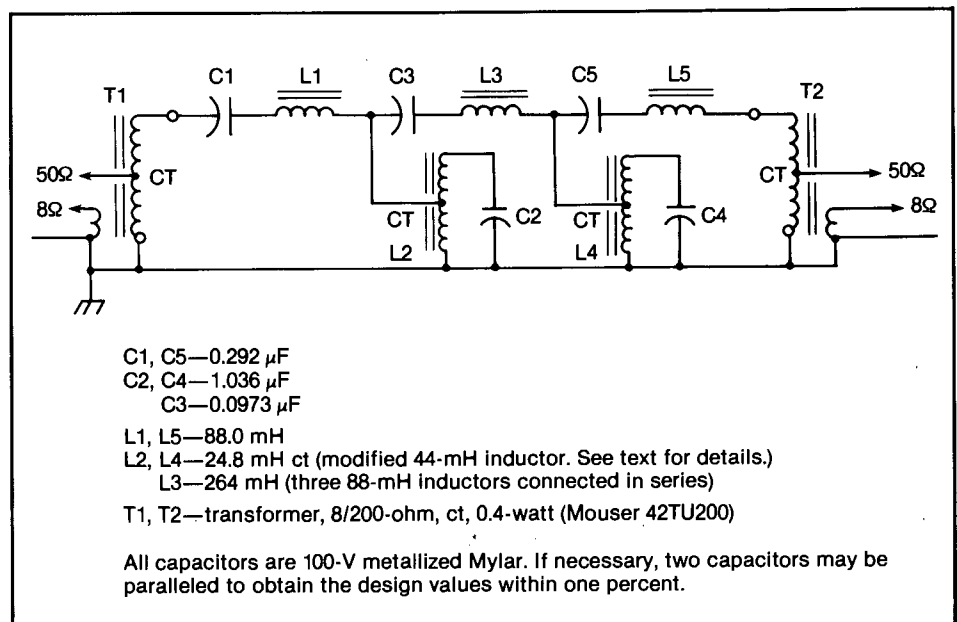 C1
L1
C3
L3
C5
L5
T1
T2
50Ω
CT
8Ω
CT
L2
C2
CT
L4
C4
CT
50Ω
8Ω
C1, C5—0.292 µF
C2, C4—1.036 µF
C3—0.0973 µF
L1, L5—88.0 mH
L2, L4—24.8 mH ct (modified 44-mH inductor. See text for details.)
L3—264 mH (three 88-mH inductors connected in series)
T1, T2—transformer, 8/200-ohm, ct, 0.4-watt (Mouser 42TU200)
All capacitors are 100-V metallized Mylar. If necessary, two capacitors may be
paralleled to obtain the design values within one percent.